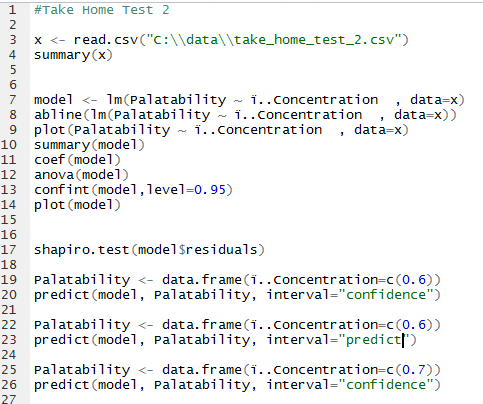 1 #Take Home Test 2
2
3 x <- read.csv("C:\\data\\take_home_test_2.csv")
4 summary(x)
5
6
7 model <- lm(Palatability ~ ï..Concentration  , data=x)
8 abline(lm(Palatability ~ ï..Concentration  , data=x))
9 plot(Palatability ~ ï..Concentration  , data=x)
10 summary(model)
11 coef(model)
12 anova(model)
13 confint(model,level=0.95)
14 plot(model)
15
16
17 shapiro.test(model$residuals)
18
19 Palatability <- data.frame(ï..Concentration=c(0.6))
20 predict(model, Palatability, interval="confidence")
21
22 Palatability <- data.frame(ï..Concentration=c(0.6))
23 predict(model, Palatability, interval="predict")
24
25 Palatability <- data.frame(ï..Concentration=c(0.7))
26 predict(model, Palatability, interval="confidence")
27